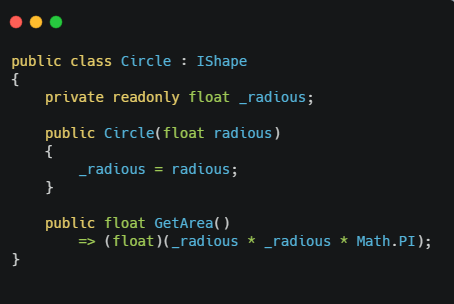 public class Circle : IShape
{
    private readonly float _radious;

    public Circle(float radious)
    {
        _radious = radious;
    }

    public float GetArea()
        => (float)(_radious * _radious * Math.PI);
}